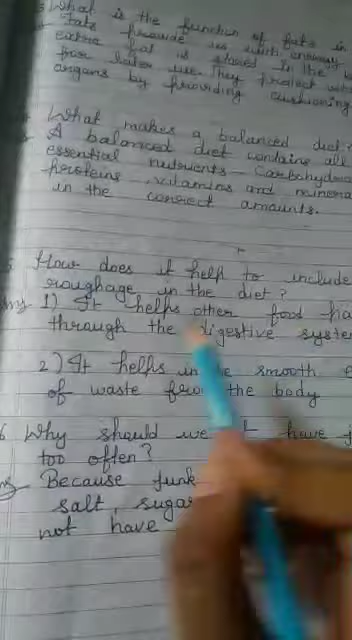 What is the function of fats in
Fats provide us with energy
extra fat is stored in the
for later use. They protect
organs by providing cushioning
What makes a balanced diet?
A balanced diet contains all
essential nutrients - Carbohydra
proteins, vitamins and minera
in the correct amounts.
How does it help to include
roughage in the diet?
1) It helps other food
through the digestive syste
2) It helps in smooth
of waste from the body
6 Why should we have
too often?
Because
salt, sugar
not have